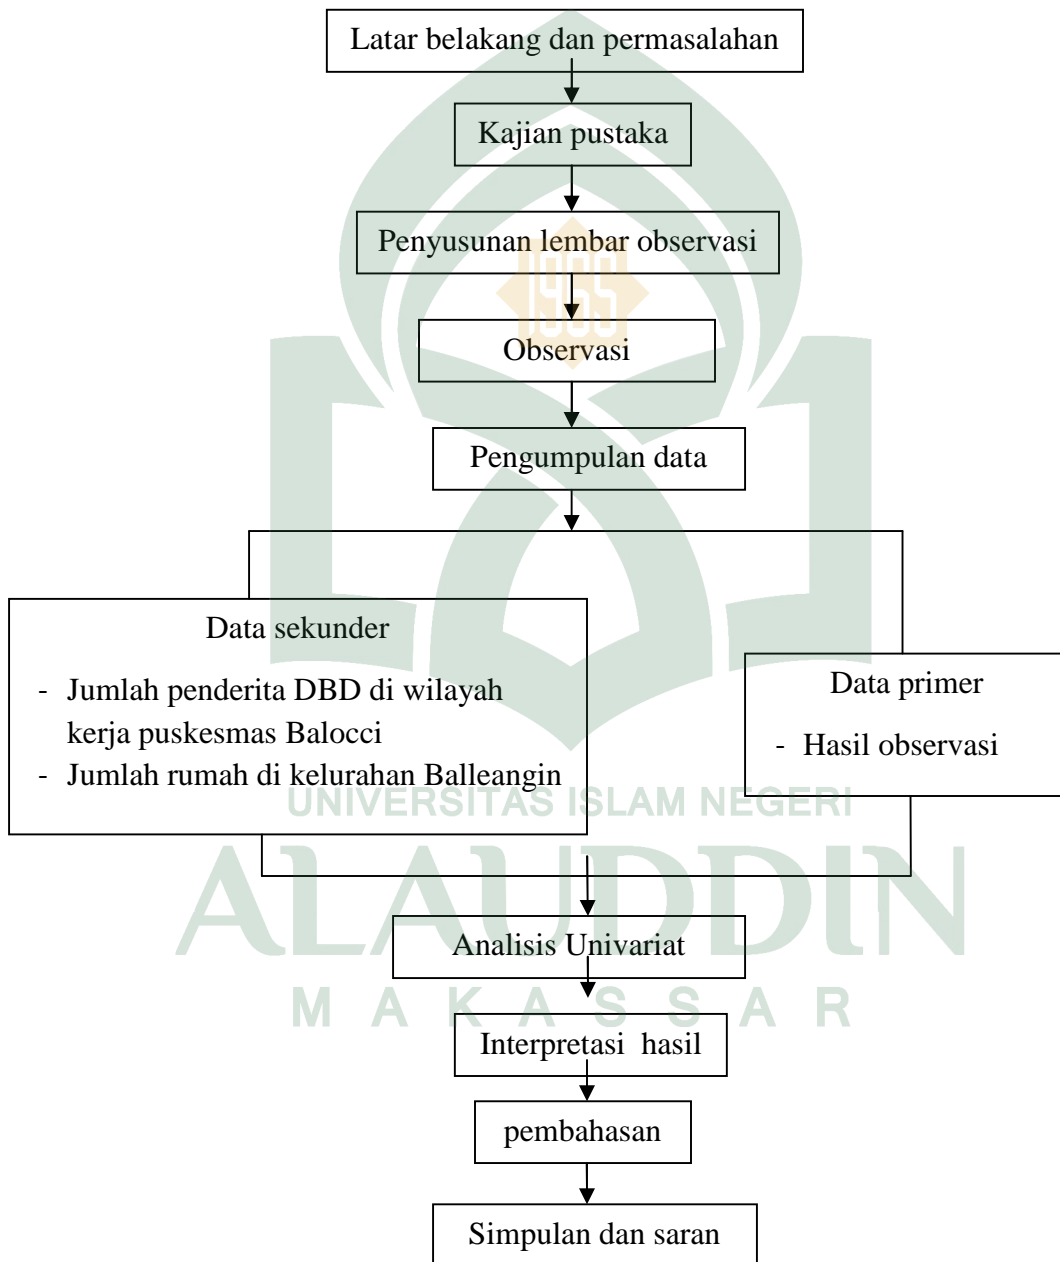 Latar belakang dan permasalahan
Kajian pustaka
Penyusunan lembar observasi
1965
Observasi
Pengumpulan data
Data sekunder
- Jumlah penderita DBD di wilayah
kerja puskesmas Balocci
- Jumlah rumah di kelurahan Balleangin
Data primer
- Hasil observasi
UNIVERSITAS ISLAM NEGERI
ALAUDDIN
Analisis Univariat
MAKASSAR
Interpretasi hasil
pembahasan
Simpulan dan saran